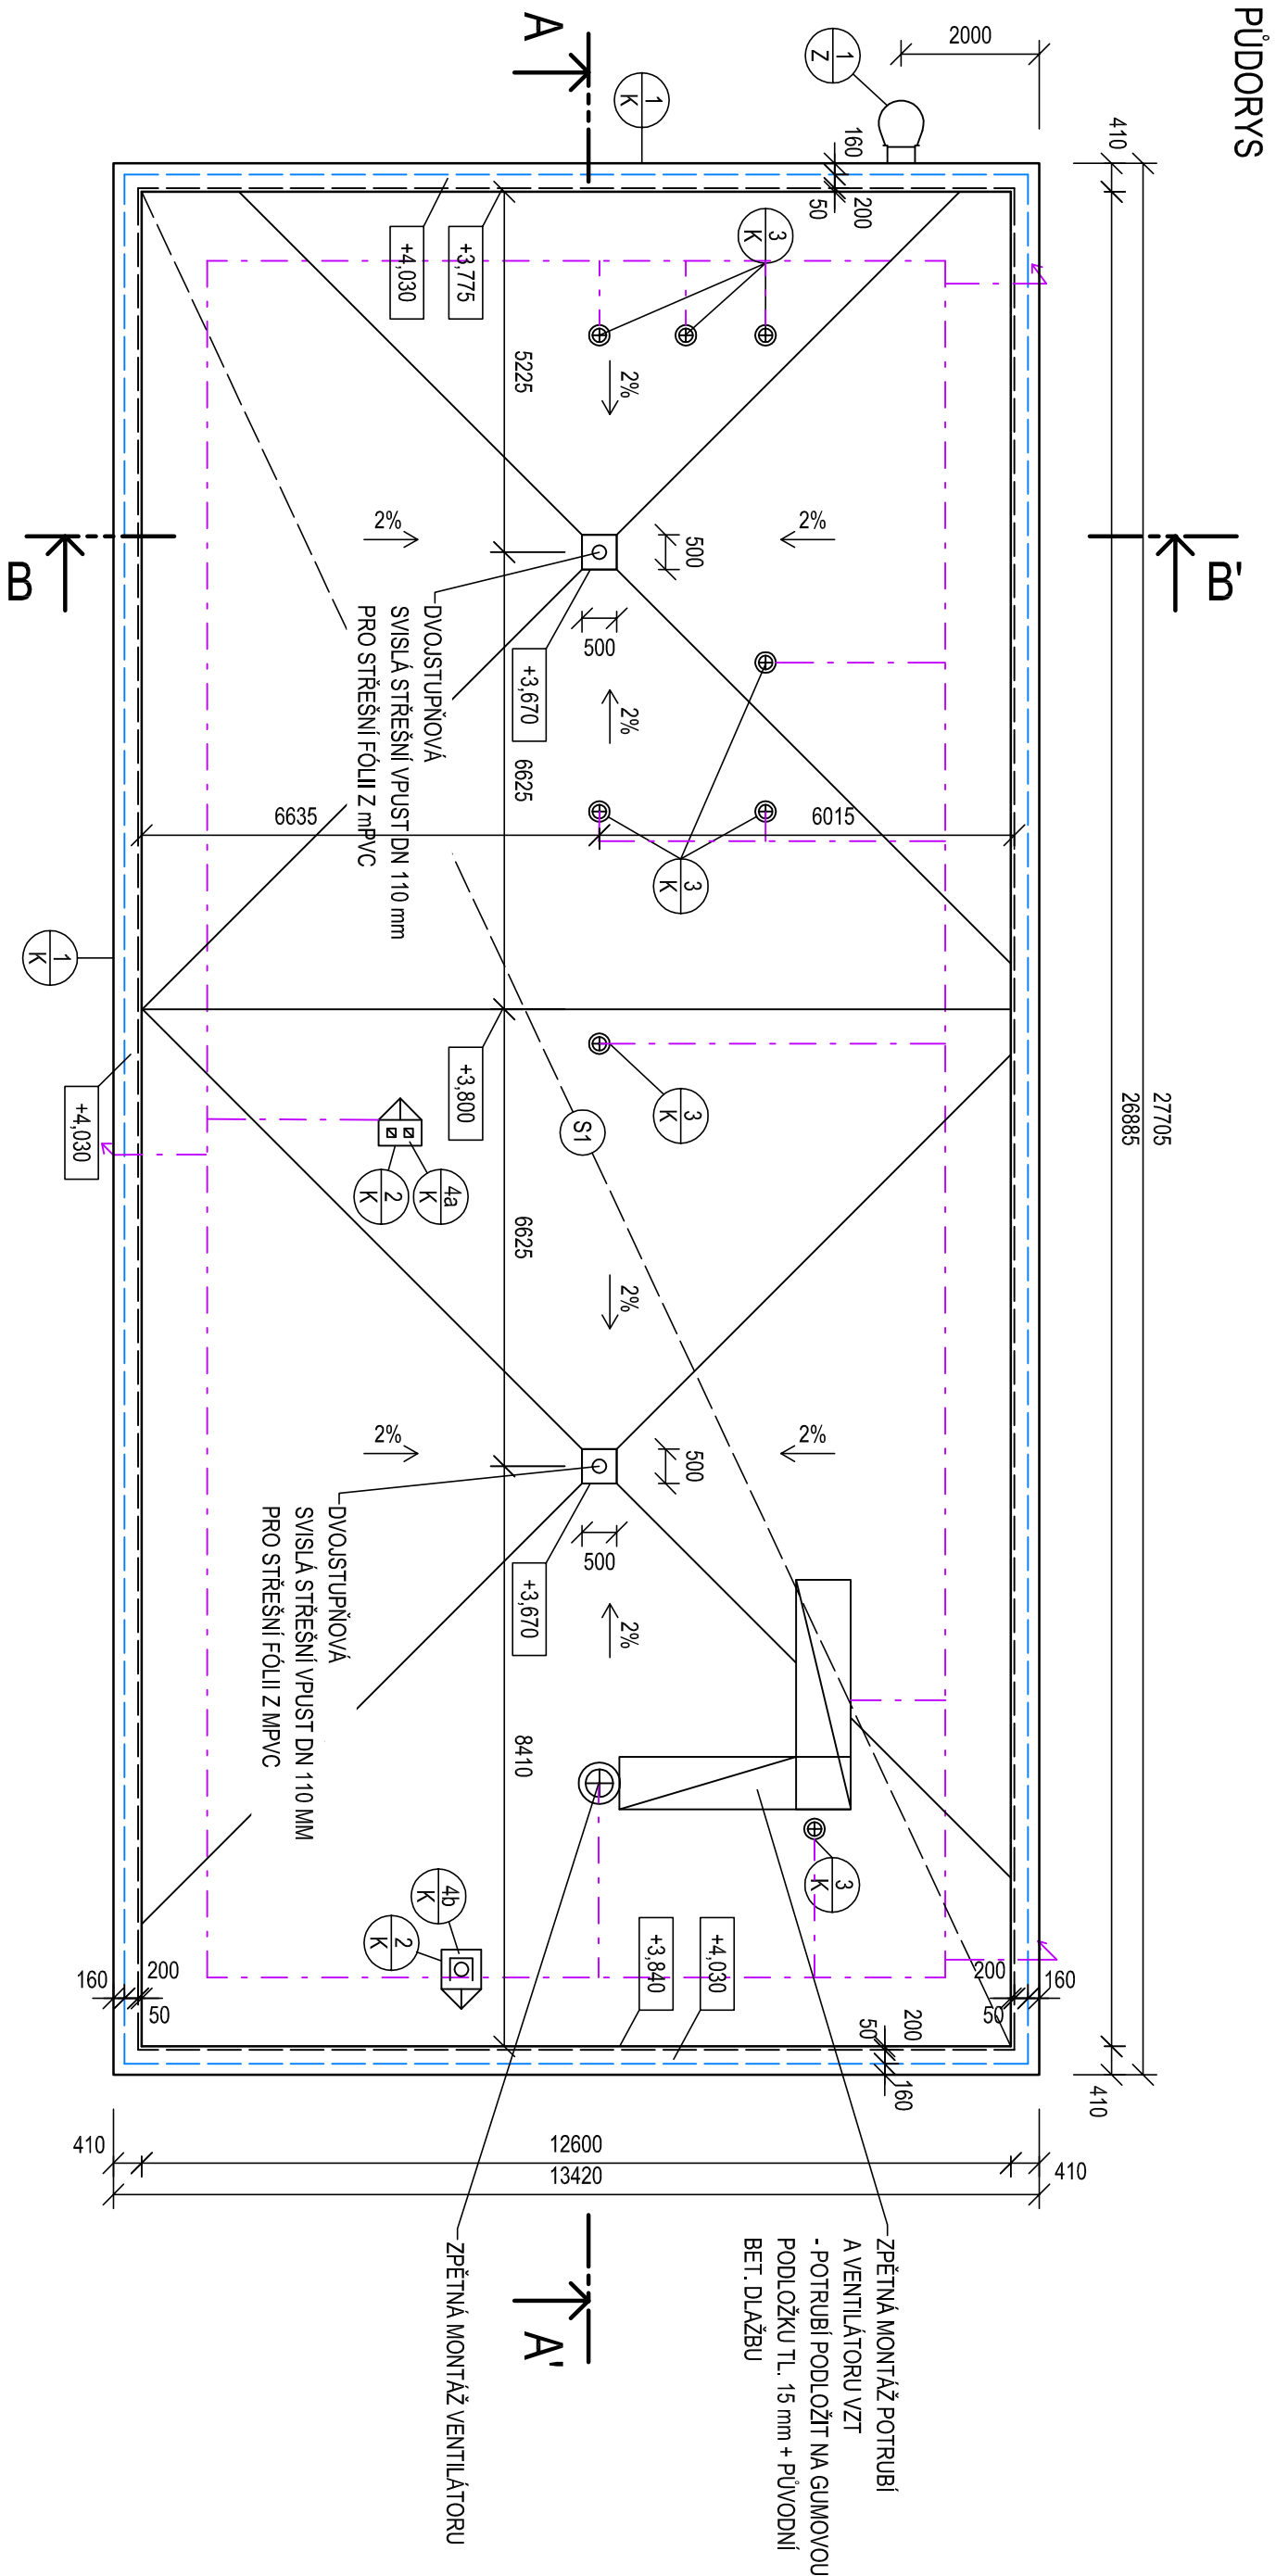 PŮDORYS
2000
1
Z
A
1
K
410
160
200
50
27705
26885
+3,775
+4,030
3
K
5225
2%
2%
2%
500
500
B
B'
DVOJSTUPŇOVÁ
SVISLÁ STŘEŠNÍ VPUST DN 110 mm
PRO STŘEŠNÍ FÓLII Z mPVC
+3,670
2%
6625
6635
6015
3
K
1
K
+4,030
+3,800
3
K
S1
4a
K
2
K
6625
2%
2%
2%
500
500
DVOJSTUPŇOVÁ
SVISLÁ STŘEŠNÍ VPUST DN 110 MM
PRO STŘEŠNÍ FÓLII Z MPVC
+3,670
2%
8410
3
K
4b
K
2
K
+3,840
+4,030
160
200
50
200
160
50
200
50
160
410
410
12600
13420
410
ZPĚTNÁ MONTÁŽ POTRUBÍ
A VENTILÁTORU VZT
- POTRUBÍ PODLOŽIT NA GUMOVOU
PODLOŽKU TL. 15 mm + PŮVODNÍ
BET. DLAŽBU
A'
ZPĚTNÁ MONTÁŽ VENTILÁTORU